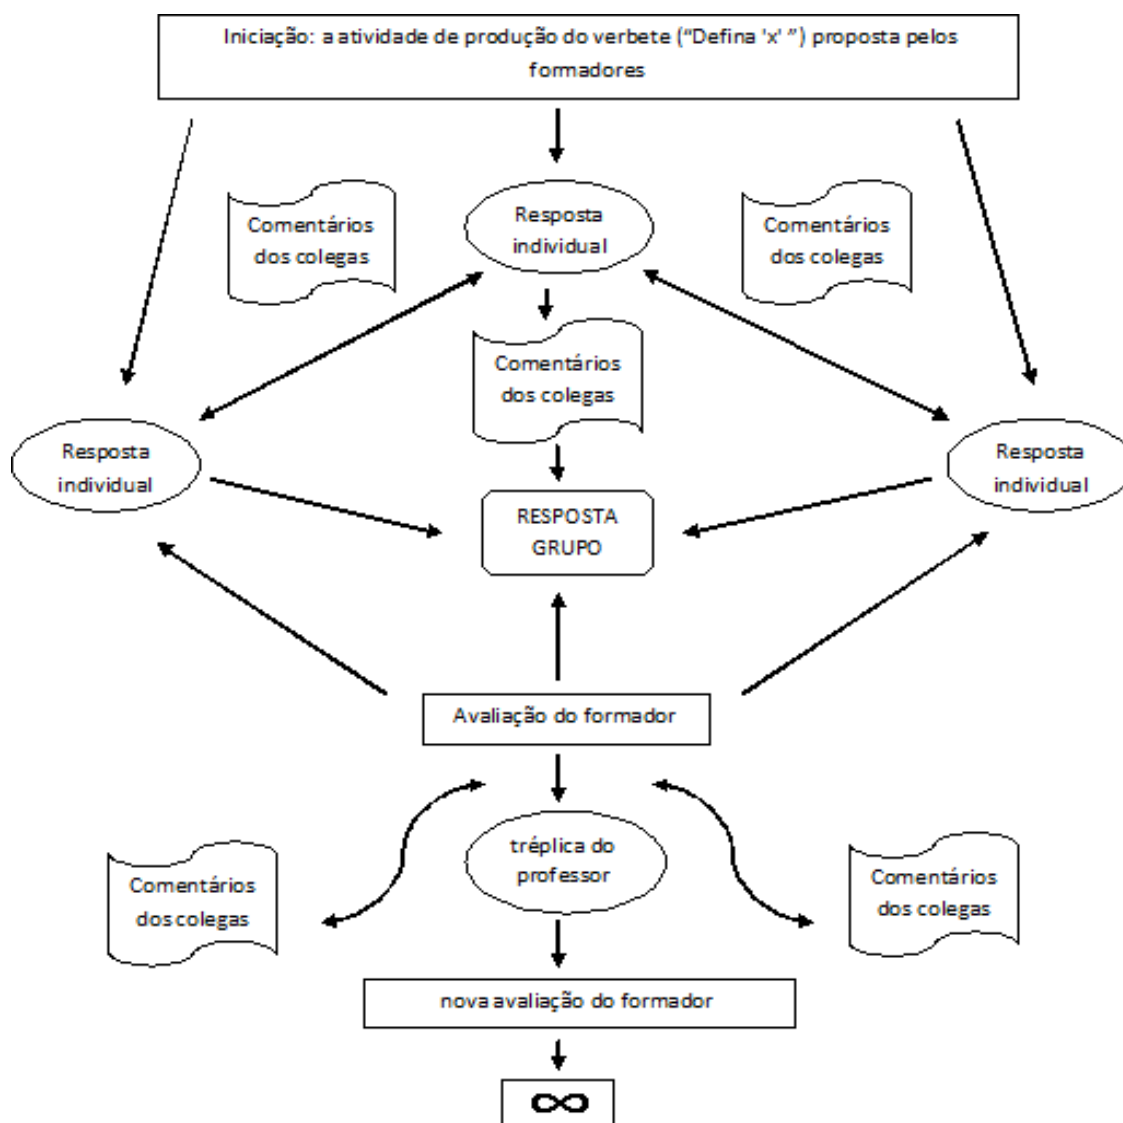 Iniciação: a atividade de produção do verbete (“Defina 'x' ”) proposta pelos
formadores
Comentários
dos colegas
Resposta
individual
Comentários
dos colegas
Comentários
dos colegas
Resposta
individual
Resposta
individual
RESPOSTA
GRUPO
Avaliação do formador
tréplica do
professor
Comentários
dos colegas
Comentários
dos colegas
nova avaliação do formador
∞